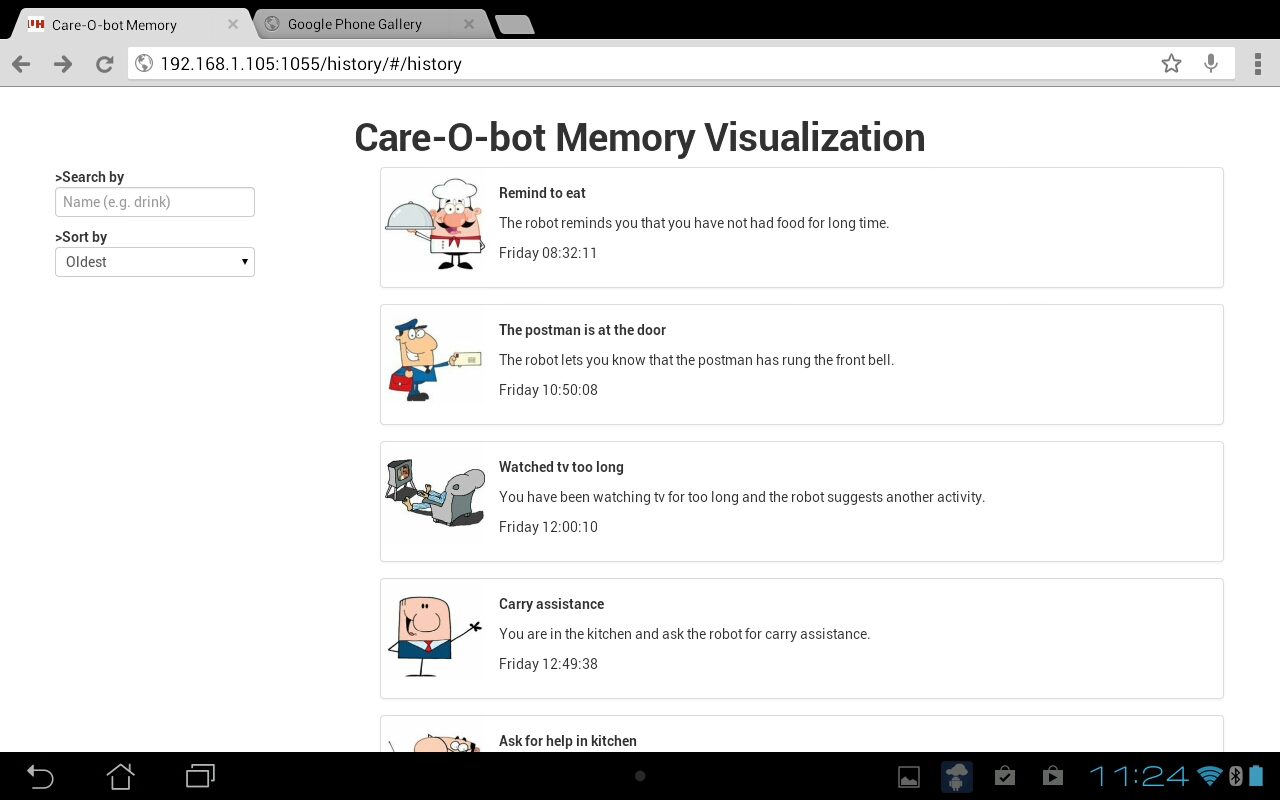 Care-O-bot Memory
Google Phone Gallery
192.168.1.105:1055/history/#/history
Care-O-bot Memory Visualization
>Search by
Name (e.g. drink)
>Sort by
Oldest
Remind to eat
The robot reminds you that you have not had food for long time.
Friday 08:32:11
The postman is at the door
The robot lets you know that the postman has rung the front bell.
Friday 10:50:08
Watched tv too long
You have been watching tv for too long and the robot suggests another activity.
Friday 12:00:10
Carry assistance
You are in the kitchen and ask the robot for carry assistance.
Friday 12:49:38
Ask for help in kitchen
11:24